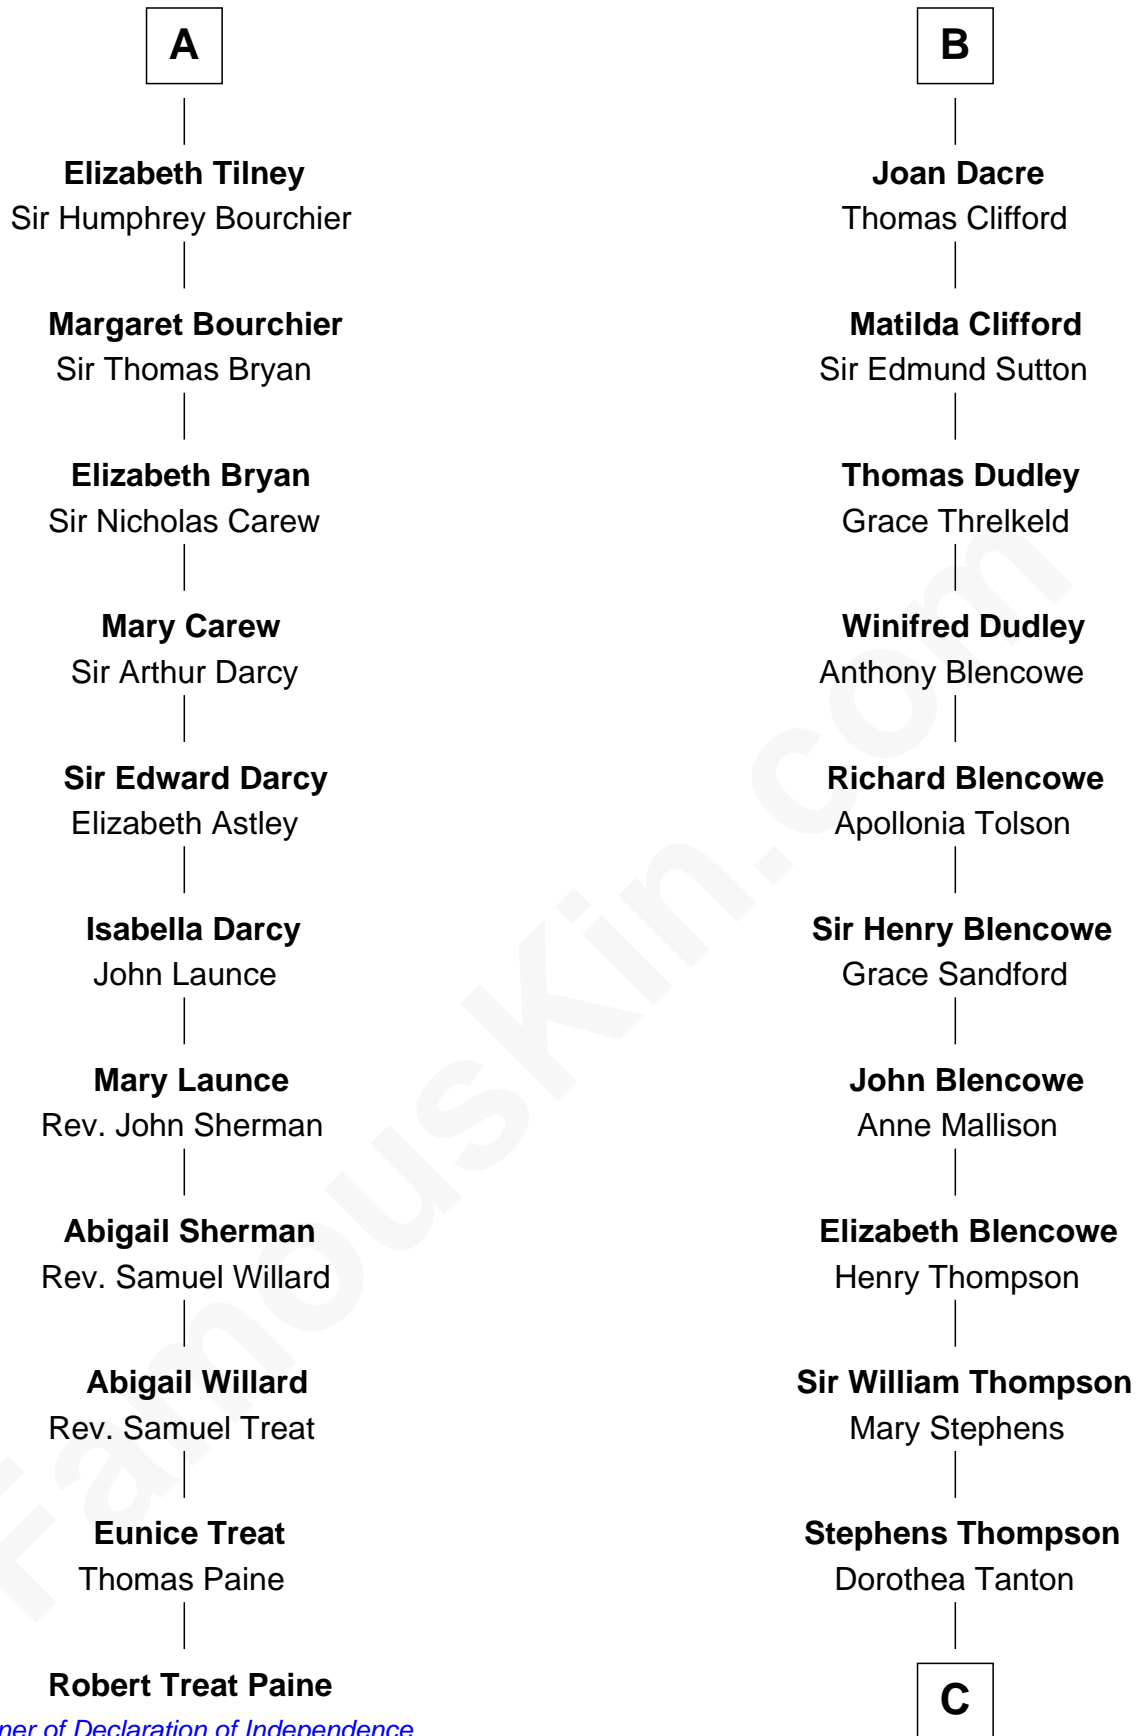 A
Elizabeth Tilney
Sir Humphrey Bourchier
Margaret Bourchier
Sir Thomas Bryan
Elizabeth Bryan
Sir Nicholas Carew
Mary Carew
Sir Arthur Darcy
Sir Edward Darcy
Elizabeth Astley
Isabella Darcy
John Launce
Mary Launce
Rev. John Sherman
Abigail Sherman
Rev. Samuel Willard
Abigail Willard
Rev. Samuel Treat
Eunice Treat
Thomas Paine
Robert Treat Paine
of Declaration of Independence
B
Joan Dacre
Thomas Clifford
Matilda Clifford
Sir Edmund Sutton
Thomas Dudley
Grace Threlkeld
Winifred Dudley
Anthony Blencowe
Richard Blencowe
Apollonia Tolson
Sir Henry Blencowe
Grace Sandford
John Blencowe
Anne Mallison
Elizabeth Blencowe
Henry Thompson
Sir William Thompson
Mary Stephens
Stephens Thompson
Dorothea Tanton
C
FamousKin.com